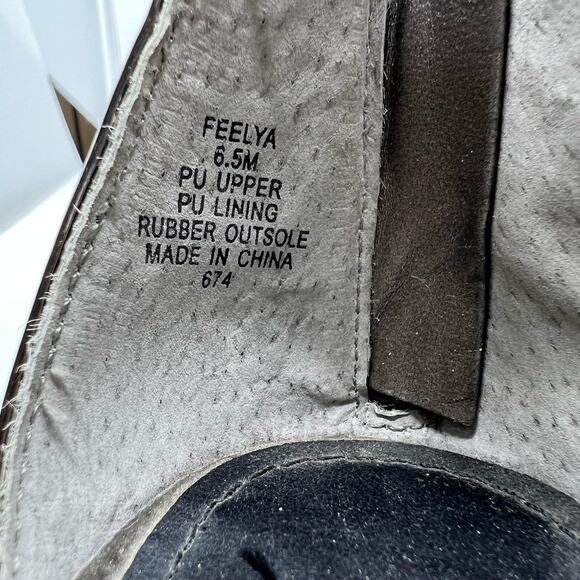 FEELYA
6.5M
PU UPPER
PU LINING
RUBBER OUTSOLE
MADE IN CHINA
674